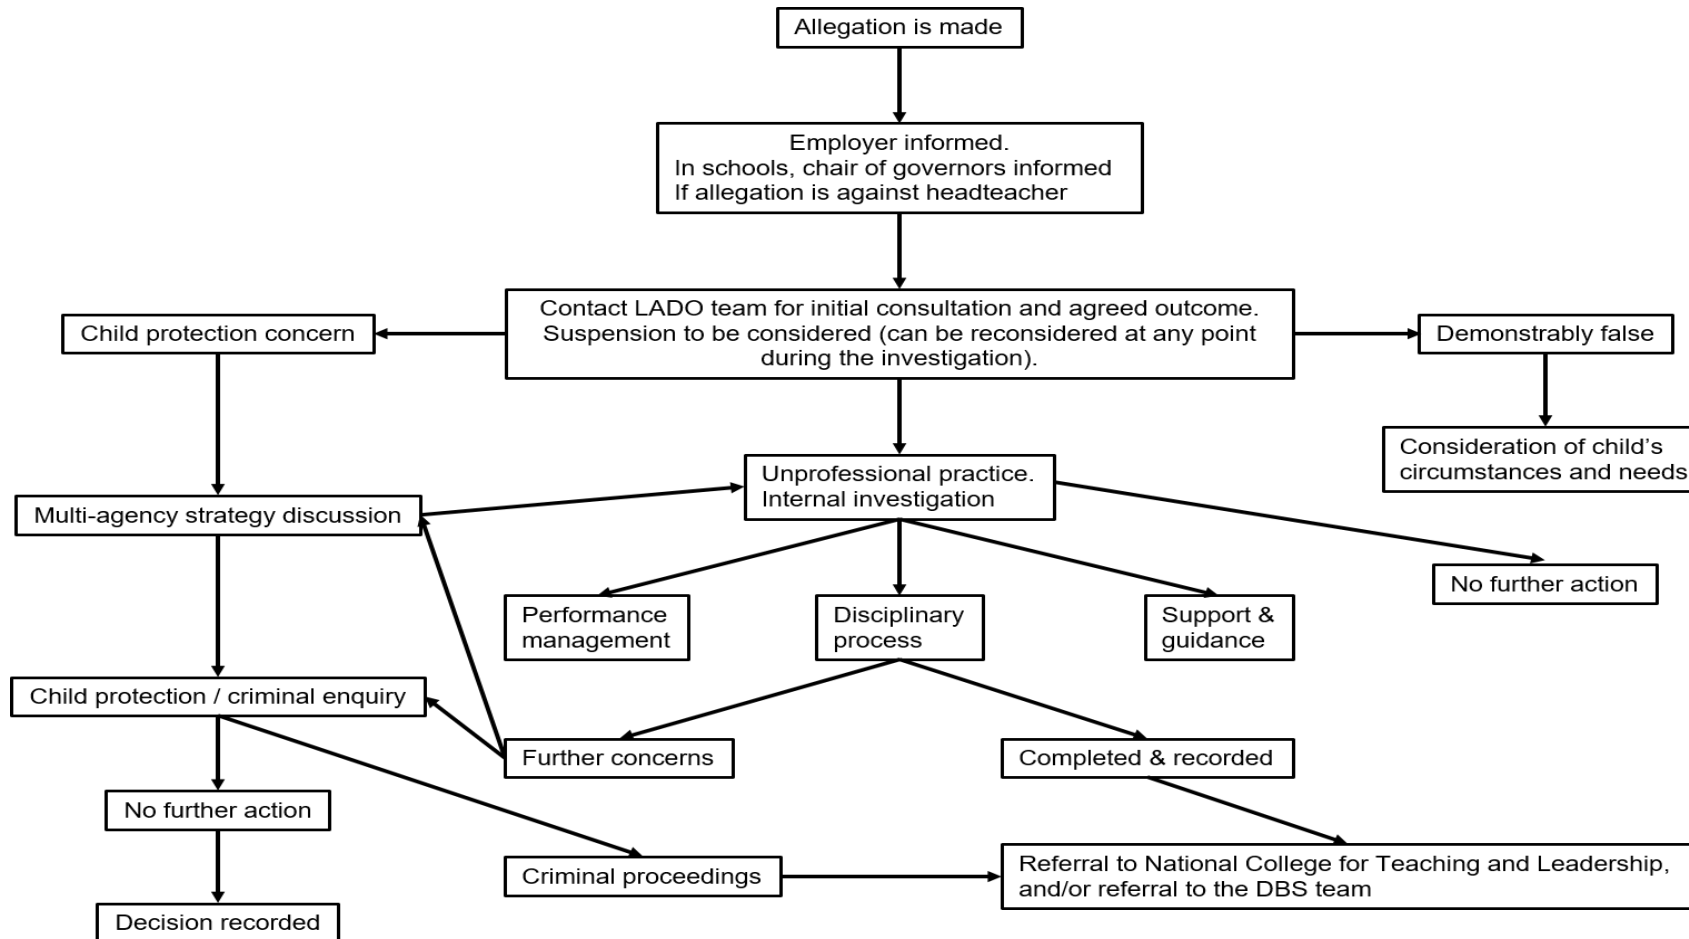 Allegation is made
Employer informed.
In schools, chair of governors informed
If allegation is against headteacher
Contact LADO team for initial consultation and agreed outcome.
Suspension to be considered (can be reconsidered at any point
during the investigation).
Child protection concern
Demonstrably false
Consideration of child’s
circumstances and needs
Unprofessional practice.
Internal investigation
Multi-agency strategy discussion
No further action
Performance
management
Disciplinary
process
Support &
guidance
Child protection / criminal enquiry
Further concerns
Completed & recorded
No further action
Criminal proceedings
Referral to National College for Teaching and Leadership,
and/or referral to the DBS team
Decision recorded